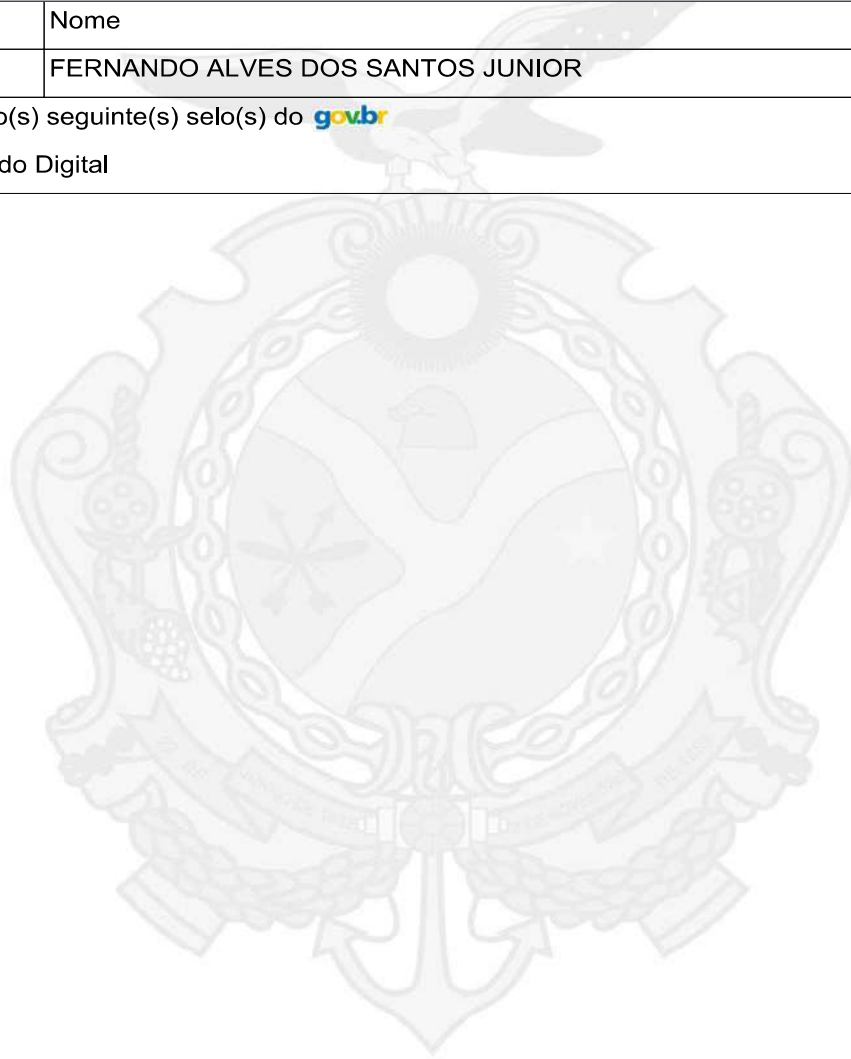 Nome
FERNANDO ALVES DOS SANTOS JUNIOR
o(s) seguinte(s) selo(s) do gov.br
do Digital